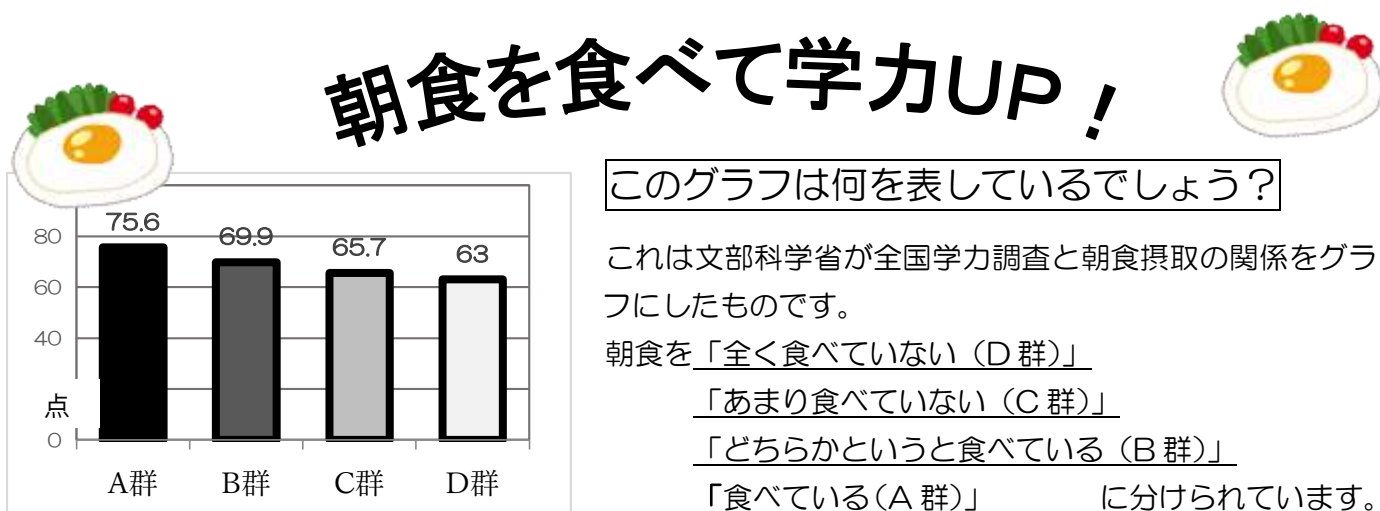 朝食を食べて学力UP!
このグラフは何を表しているでしょう?
これは文部科学省が全国学力調査と朝食摂取の関係をグラ
フにしたものです。
朝食を「全く食べていない(D群)」
「あまり食べていない(C群)」
「どちらかというと食べている(B群)」
「食べている(A群)」 に分けられています。
75.6
69.9
65.7
63
80
60
40
点
0
A群 B群 C群 D群